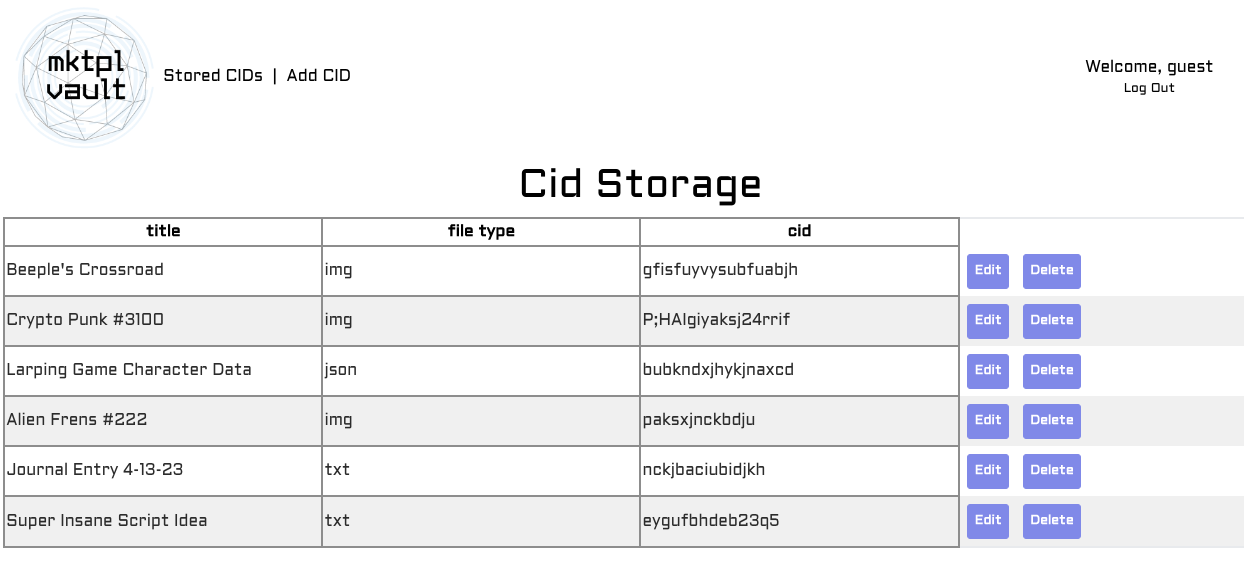 mktpl
vault
Stored CIDs | Add CID
Welcome, guest
Log Out
Cid Storage
title file type cid
Beeple's Crossroad img gfisfuyvysubfuabjh Edit Delete
Crypto Punk #3100 img P;HAIgiyaksj24rrif Edit Delete
Larping Game Character Data json bubkndxjhykjnaxcd Edit Delete
Alien Frens #222 img paksxjnckbdju Edit Delete
Journal Entry 4-13-23 txt nckjbaciubidjkh Edit Delete
Super Insane Script Idea txt eygufbhdeb23q5 Edit Delete